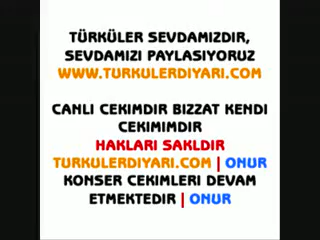 TÜRKÜLER SEVDAMIZDIR,
SEVDAMIZI PAYLASIYORUZ
WWW.TURKULERDIYARI.COM
CANLI CEKIMDIR BIZZAT KENDI
CEKIMIMDIR
HAKLARI SAKLDIR
TURKULERDIYARI.COM | ONUR
KONSER CEKIMLERI DEVAM
ETMEKTEDIR | ONUR